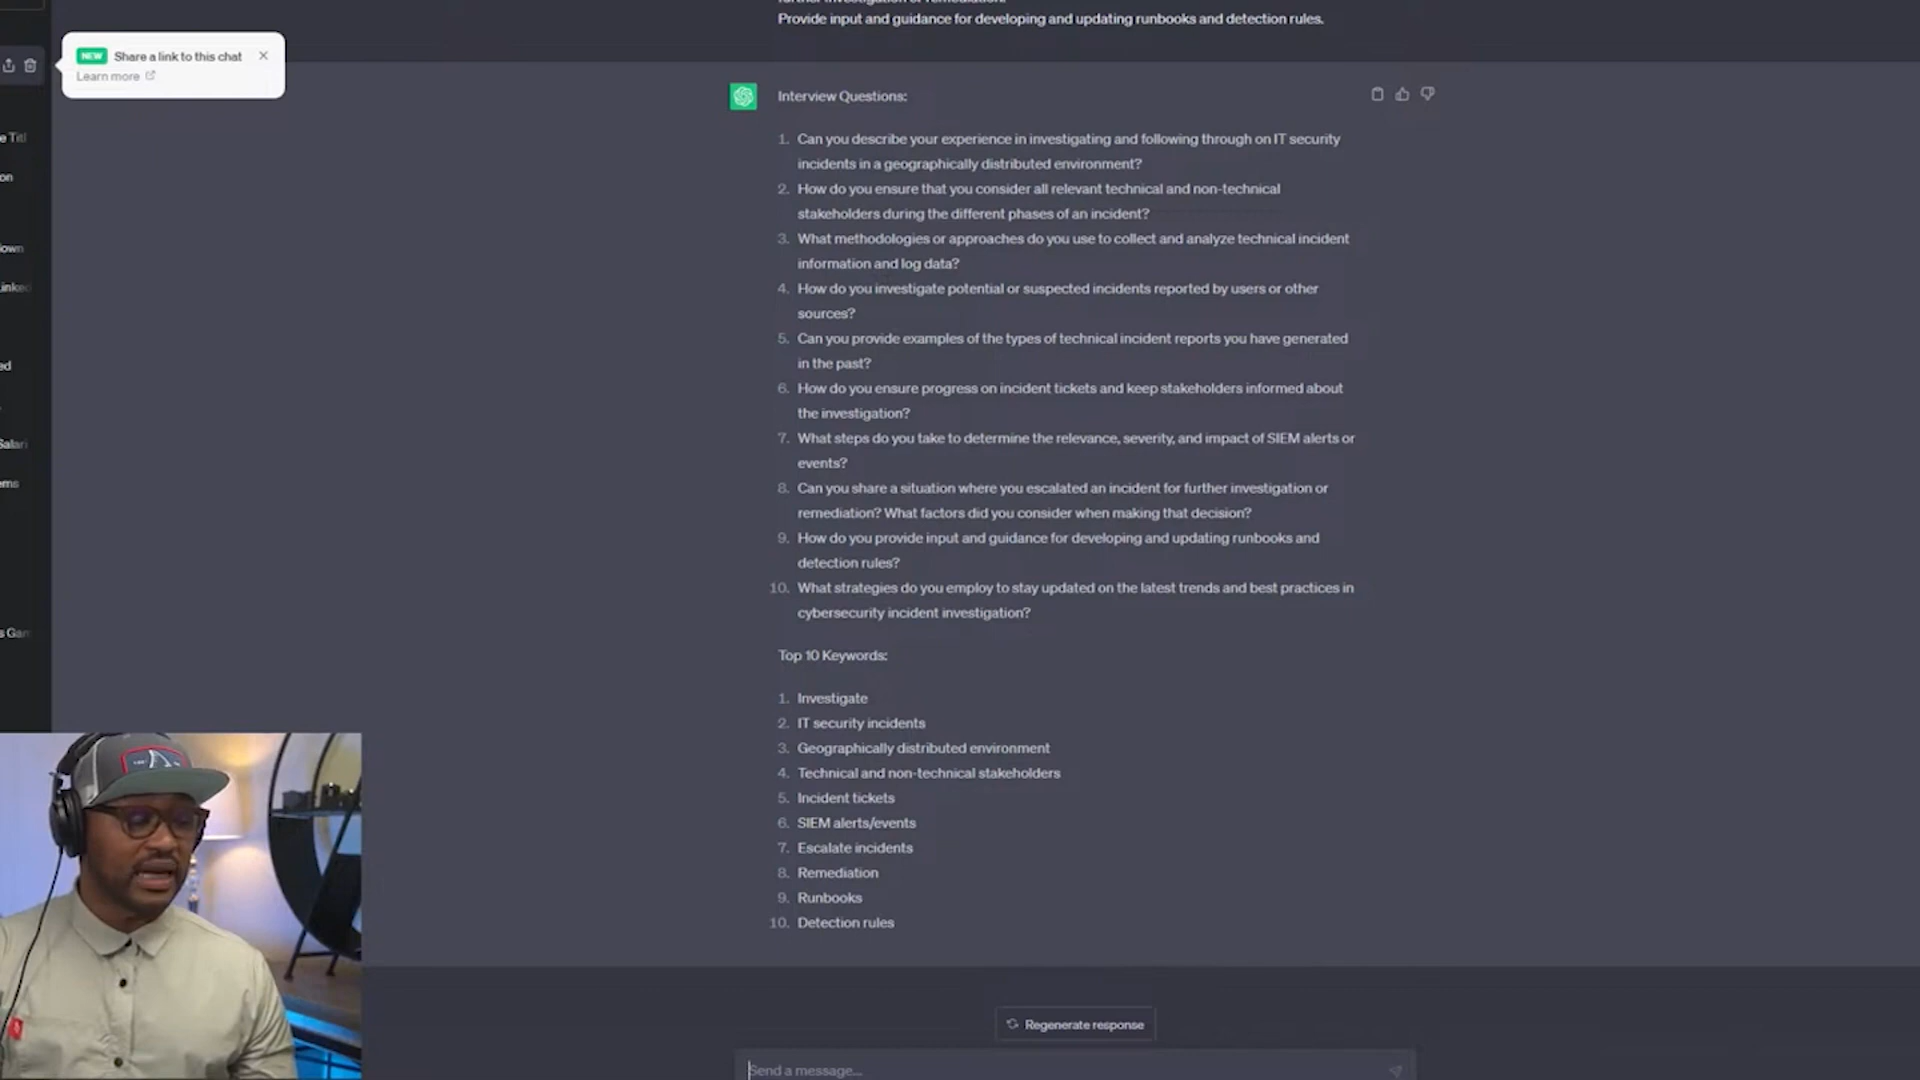 further investigation or remediation.
Provide input and guidance for developing and updating runbooks and detection rules.
NEW Share a link to this chat
Learn more
Interview Questions:
1. Can you describe your experience in investigating and following through on IT security
incidents in a geographically distributed environment?
2. How do you ensure that you consider all relevant technical and non-technical
stakeholders during the different phases of an incident?
3. What methodologies or approaches do you use to collect and analyze technical incident
information and log data?
4. How do you investigate potential or suspected incidents reported by users or other
sources?
5. Can you provide examples of the types of technical incident reports you have generated
in the past?
6. How do you ensure progress on incident tickets and keep stakeholders informed about
the investigation?
7. What steps do you take to determine the relevance, severity, and impact of SIEM alerts or
events?
8. Can you share a situation where you escalated an incident for further investigation or
remediation? What factors did you consider when making that decision?
9. How do you provide input and guidance for developing and updating runbooks and
detection rules?
10. What strategies do you employ to stay updated on the latest trends and best practices in
cybersecurity incident investigation?
Top 10 Keywords:
1. Investigate
2. IT security incidents
3. Geographically distributed environment
4. Technical and non-technical stakeholders
5. Incident tickets
6. SIEM alerts/events
7. Escalate incidents
8. Remediation
9. Runbooks
10. Detection rules
Regenerate response
Send a message...